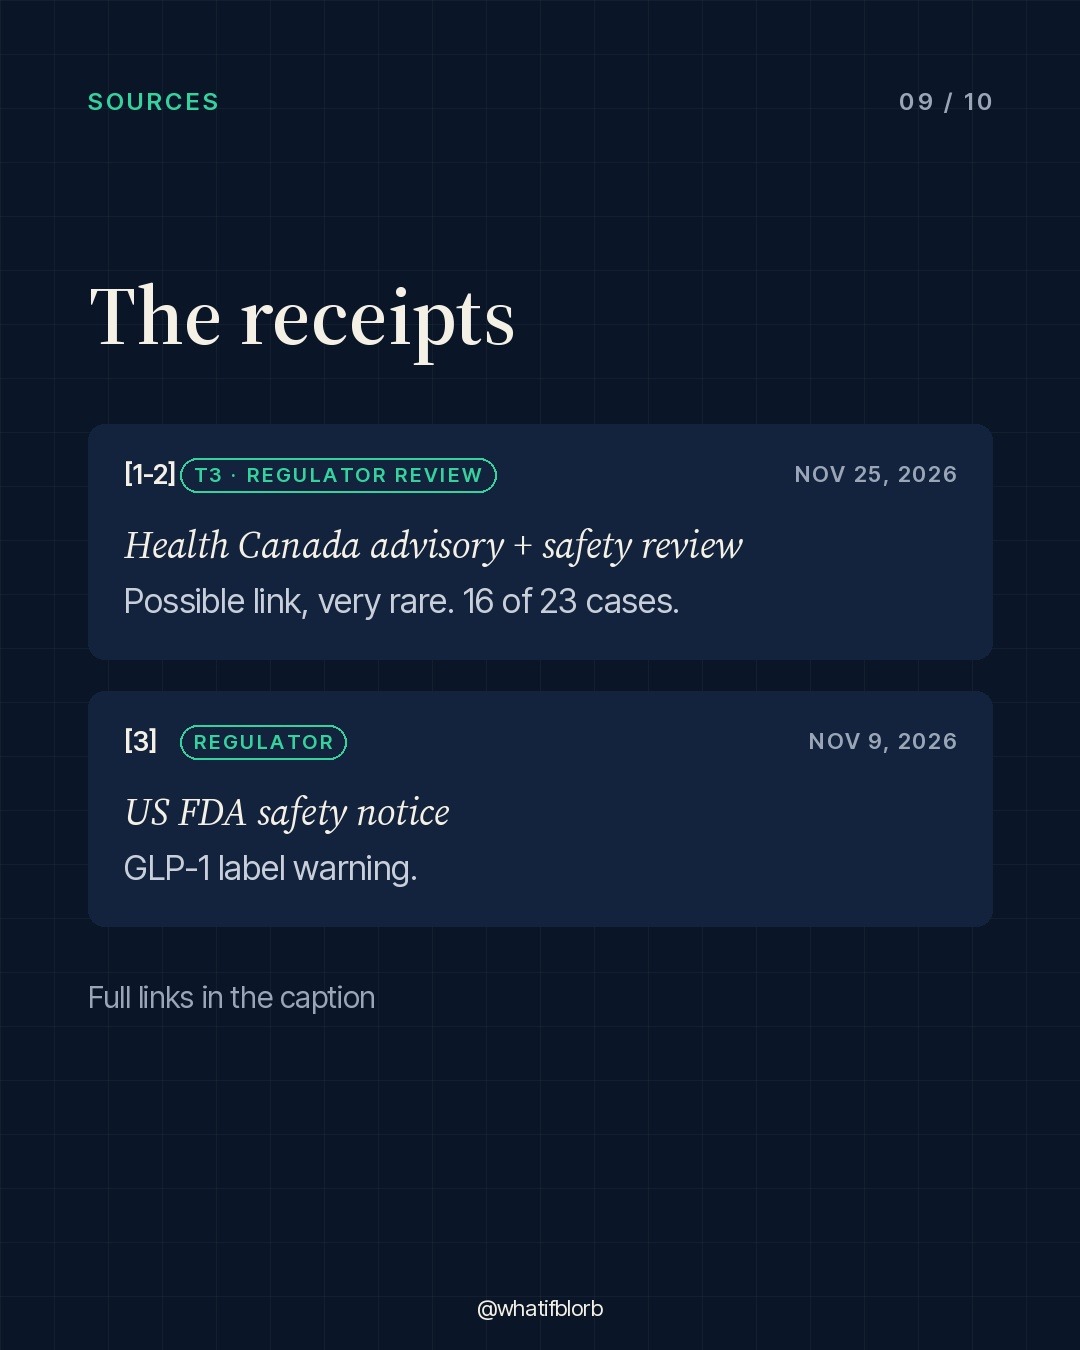 SOURCES
09 / 10
The receipts
[1-2] T3 · REGULATOR REVIEW
NOV 25, 2026
Health Canada advisory + safety review
Possible link, very rare. 16 of 23 cases.
[3] REGULATOR
NOV 9, 2026
US FDA safety notice
GLP-1 label warning.
Full links in the caption
@whatifblorb